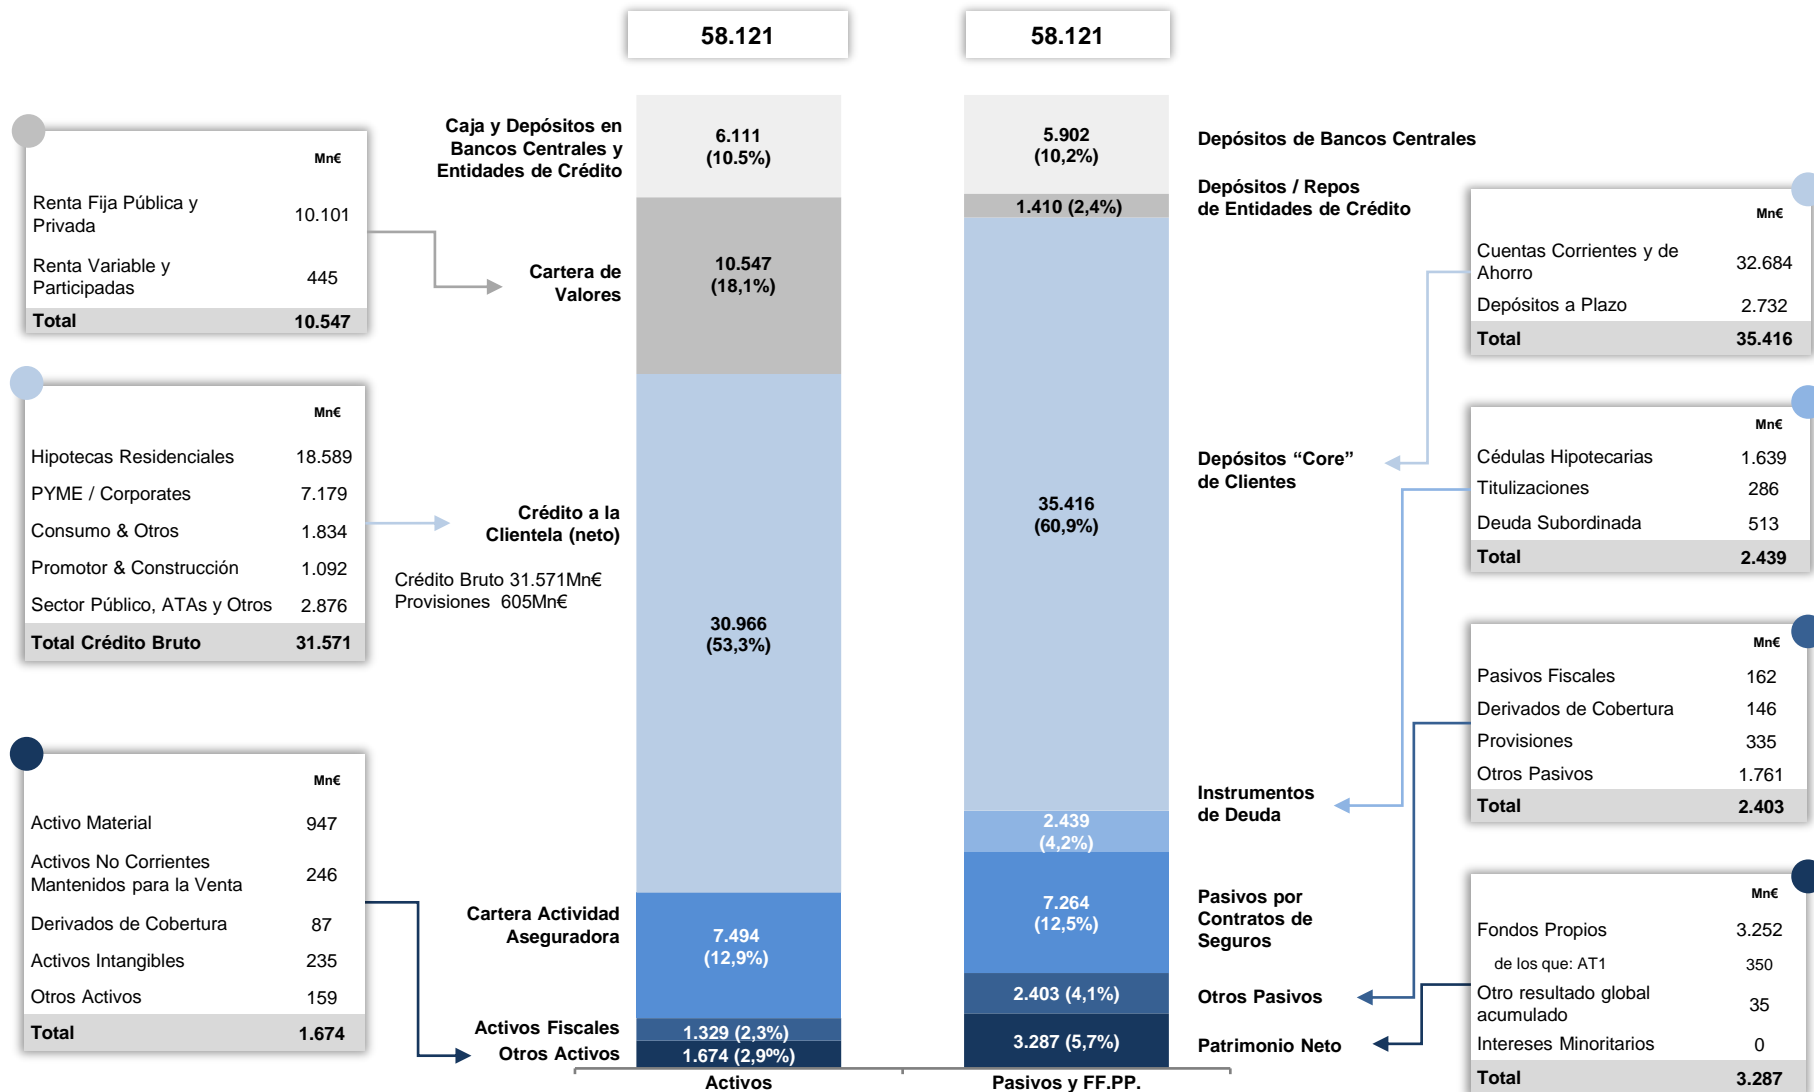 58.121
58.121
Mn€
Renta Fija Pública y
Privada
10.101
Renta Variable y
Participadas
445
Total 10.547
Mn€
Hipotecas Residenciales 18.589
PYME / Corporates 7.179
Consumo & Otros 1.834
Promotor & Construcción 1.092
Sector Público, ATAs y Otros 2.876
Total Crédito Bruto 31.571
Mn€
Activo Material 947
Activos No Corrientes
Mantenidos para la Venta
246
Derivados de Cobertura 87
Activos Intangibles 235
Otros Activos 159
Total 1.674
Caja y Depósitos en
Bancos Centrales y
Entidades de Crédito
Cartera de
Valores
Crédito a la
Clientela (neto)
Crédito Bruto 31.571Mn€
Provisiones 605Mn€
Cartera Actividad
Aseguradora
Activos Fiscales
Otros Activos
6.111
(10.5%)
10.547
(18,1%)
30.966
(53,3%)
7.494
(12,9%)
1.329 (2,3%)
1.674 (2,9%)
Activos
5.902
(10,2%)
1.410 (2,4%)
35.416
(60,9%)
2.439
(4,2%)
7.264
(12,5%)
2.403 (4,1%)
3.287 (5,7%)
Pasivos y FF.PP.
Depósitos de Bancos Centrales
Depósitos / Repos
de Entidades de Crédito
Depósitos “Core”
de Clientes
Instrumentos
de Deuda
Pasivos por
Contratos de
Seguros
Otros Pasivos
Patrimonio Neto
Mn€
Cuentas Corrientes y de
Ahorro
32.684
Depósitos a Plazo 2.732
Total 35.416
Mn€
Cédulas Hipotecarias 1.639
Titulizaciones 286
Deuda Subordinada 513
Total 2.439
Mn€
Pasivos Fiscales 162
Derivados de Cobertura 146
Provisiones 335
Otros Pasivos 1.761
Total 2.403
Mn€
Fondos Propios 3.252
de los que: AT1 350
Otro resultado global
acumulado
35
Intereses Minoritarios 0
Total 3.287